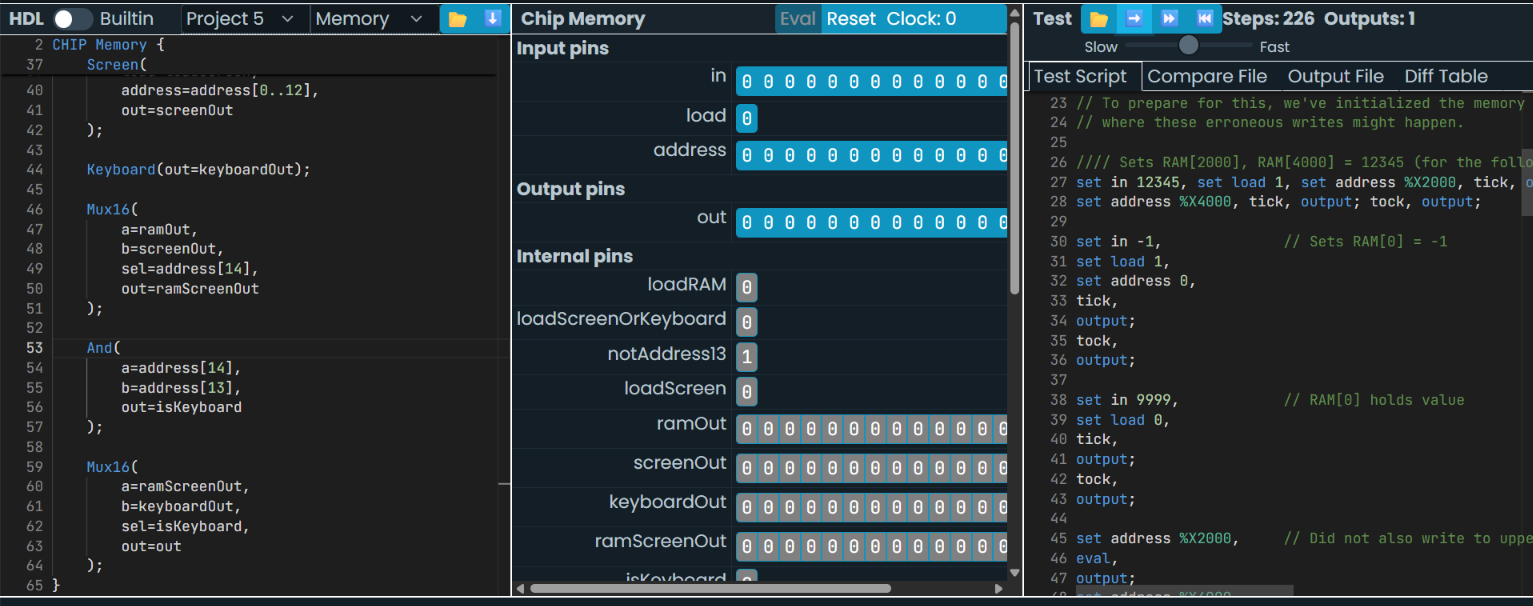 HDL Builtin Project 5 Memory
2 CHIP Memory {
37 Screen(
40 address=address[0..12],
41 out=screenOut
42 );
43
44 Keyboard(out=keyboardOut);
45
46 Mux16(
47 a=ramOut,
48 b=screenOut,
49 sel=address[14],
50 out=ramScreenOut
51 );
52
53 And(
54 a=address[14],
55 b=address[13],
56 out=isKeyboard
57 );
58
59 Mux16(
60 a=ramScreenOut,
61 b=keyboardOut,
62 sel=isKeyboard,
63 out=out
64 );
65 }
Chip Memory Eval Reset Clock: 0
Input pins
in 0 0 0 0 0 0 0 0 0 0 0 0 0
load 0
address 0 0 0 0 0 0 0 0 0 0 0 0 0
Output pins
out 0 0 0 0 0 0 0 0 0 0 0 0 0
Internal pins
loadRAM 0
loadScreenOrKeyboard 0
notAddress13 1
loadScreen 0
ramOut 0 0 0 0 0 0 0 0 0 0 0 0 0
screenOut 0 0 0 0 0 0 0 0 0 0 0 0 0
keyboardOut 0 0 0 0 0 0 0 0 0 0 0 0 0
ramScreenOut 0 0 0 0 0 0 0 0 0 0 0 0 0
isKeyboard 0
Test Steps: 226 Outputs: 1
Slow Fast
Test Script Compare File Output File Diff Table
23 // To prepare for this, we've initialized the memory
24 // where these erroneous writes might happen.
25
26 //// Sets RAM[2000], RAM[4000] = 12345 (for the follo
27 set in 12345, set load 1, set address %X2000, tick, o
28 set address %X4000, tick, output; tock, output;
29
30 set in -1, // Sets RAM[0] = -1
31 set load 1,
32 set address 0,
33 tick,
34 output;
35 tock,
36 output;
37
38 set in 9999, // RAM[0] holds value
39 set load 0,
40 tick,
41 output;
42 tock,
43 output;
44
45 set address %X2000, // Did not also write to uppe
46 eval,
47 output;
48 set address %X4000